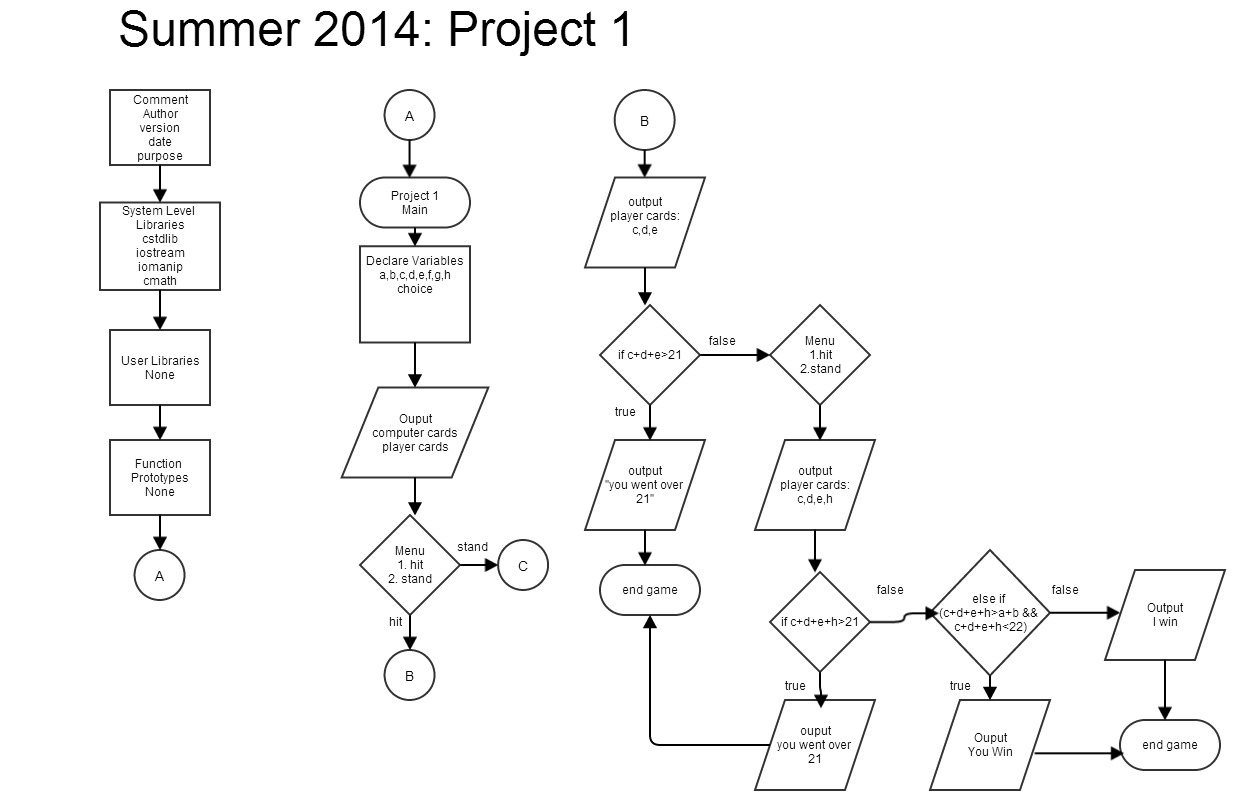 Summer 2014: Project 1
Comment
Author
version
date
purpose
System Level
Libraries
cstdlib
iostream
iomanip
cmath
User Libraries
None
Function
Prototypes
None
A
A
Project 1
Main
Declare Variables
a,b,c,d,e,f,g,h
choice
Ouput
computer cards
player cards
Menu
1. hit
2. stand
stand
C
hit
B
B
output
player cards:
c,d,e
if c+d+e>21
false
true
output
"you went over
21"
end game
Menu
1.hit
2.stand
output
player cards:
c,d,e,h
if c+d+e+h>21
false
true
ouput
you went over
21
else if
(c+d+e+h>a+b &&
c+d+e+h<22)
false
true
Output
I win
Ouput
You Win
end game